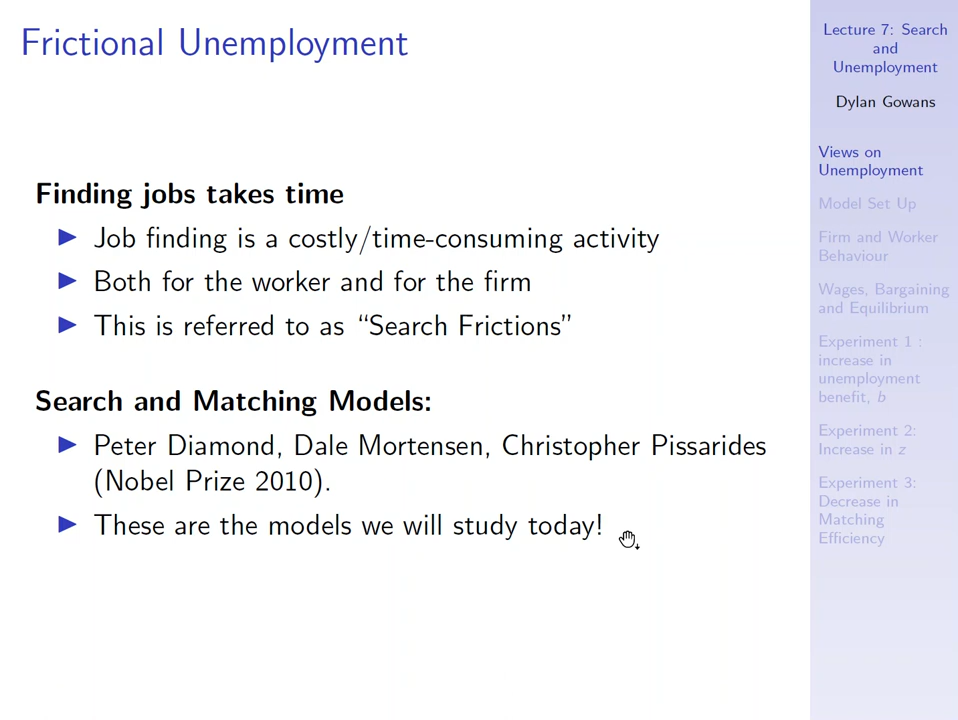 Frictional Unemployment
Finding jobs takes time
Job finding is a costly/time-consuming activity
Both for the worker and for the firm
This is referred to as “Search Frictions”
Search and Matching Models:
Peter Diamond, Dale Mortensen, Christopher Pissarides
(Nobel Prize 2010).
These are the models we will study today!
Lecture 7: Search
and
Unemployment
Dylan Gowans
Views on
Unemployment
Model Set Up
Firm and Worker
Behaviour
Wages, Bargaining
and Equilibrium
Experiment 1 :
increase in
unemployment
benefit, b
Experiment 2:
Increase in z
Experiment 3:
Decrease in
Matching
Efficiency